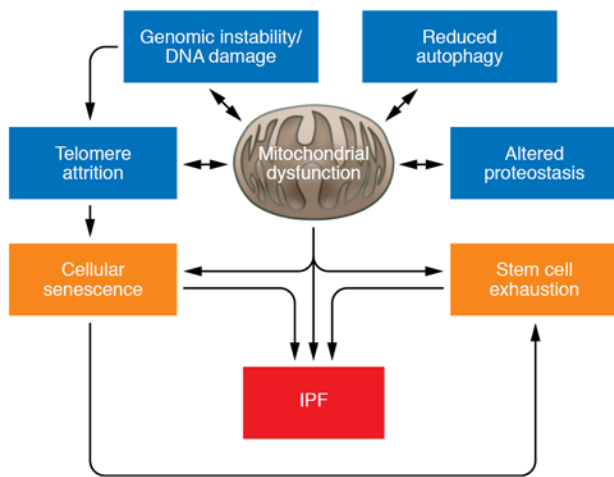 Genomic instability/
DNA damage
Reduced
autophagy
Telomere
attrition
Mitochondrial
dysfunction
Altered
proteostasis
Cellular
senescence
Stem cell
exhaustion
IPF